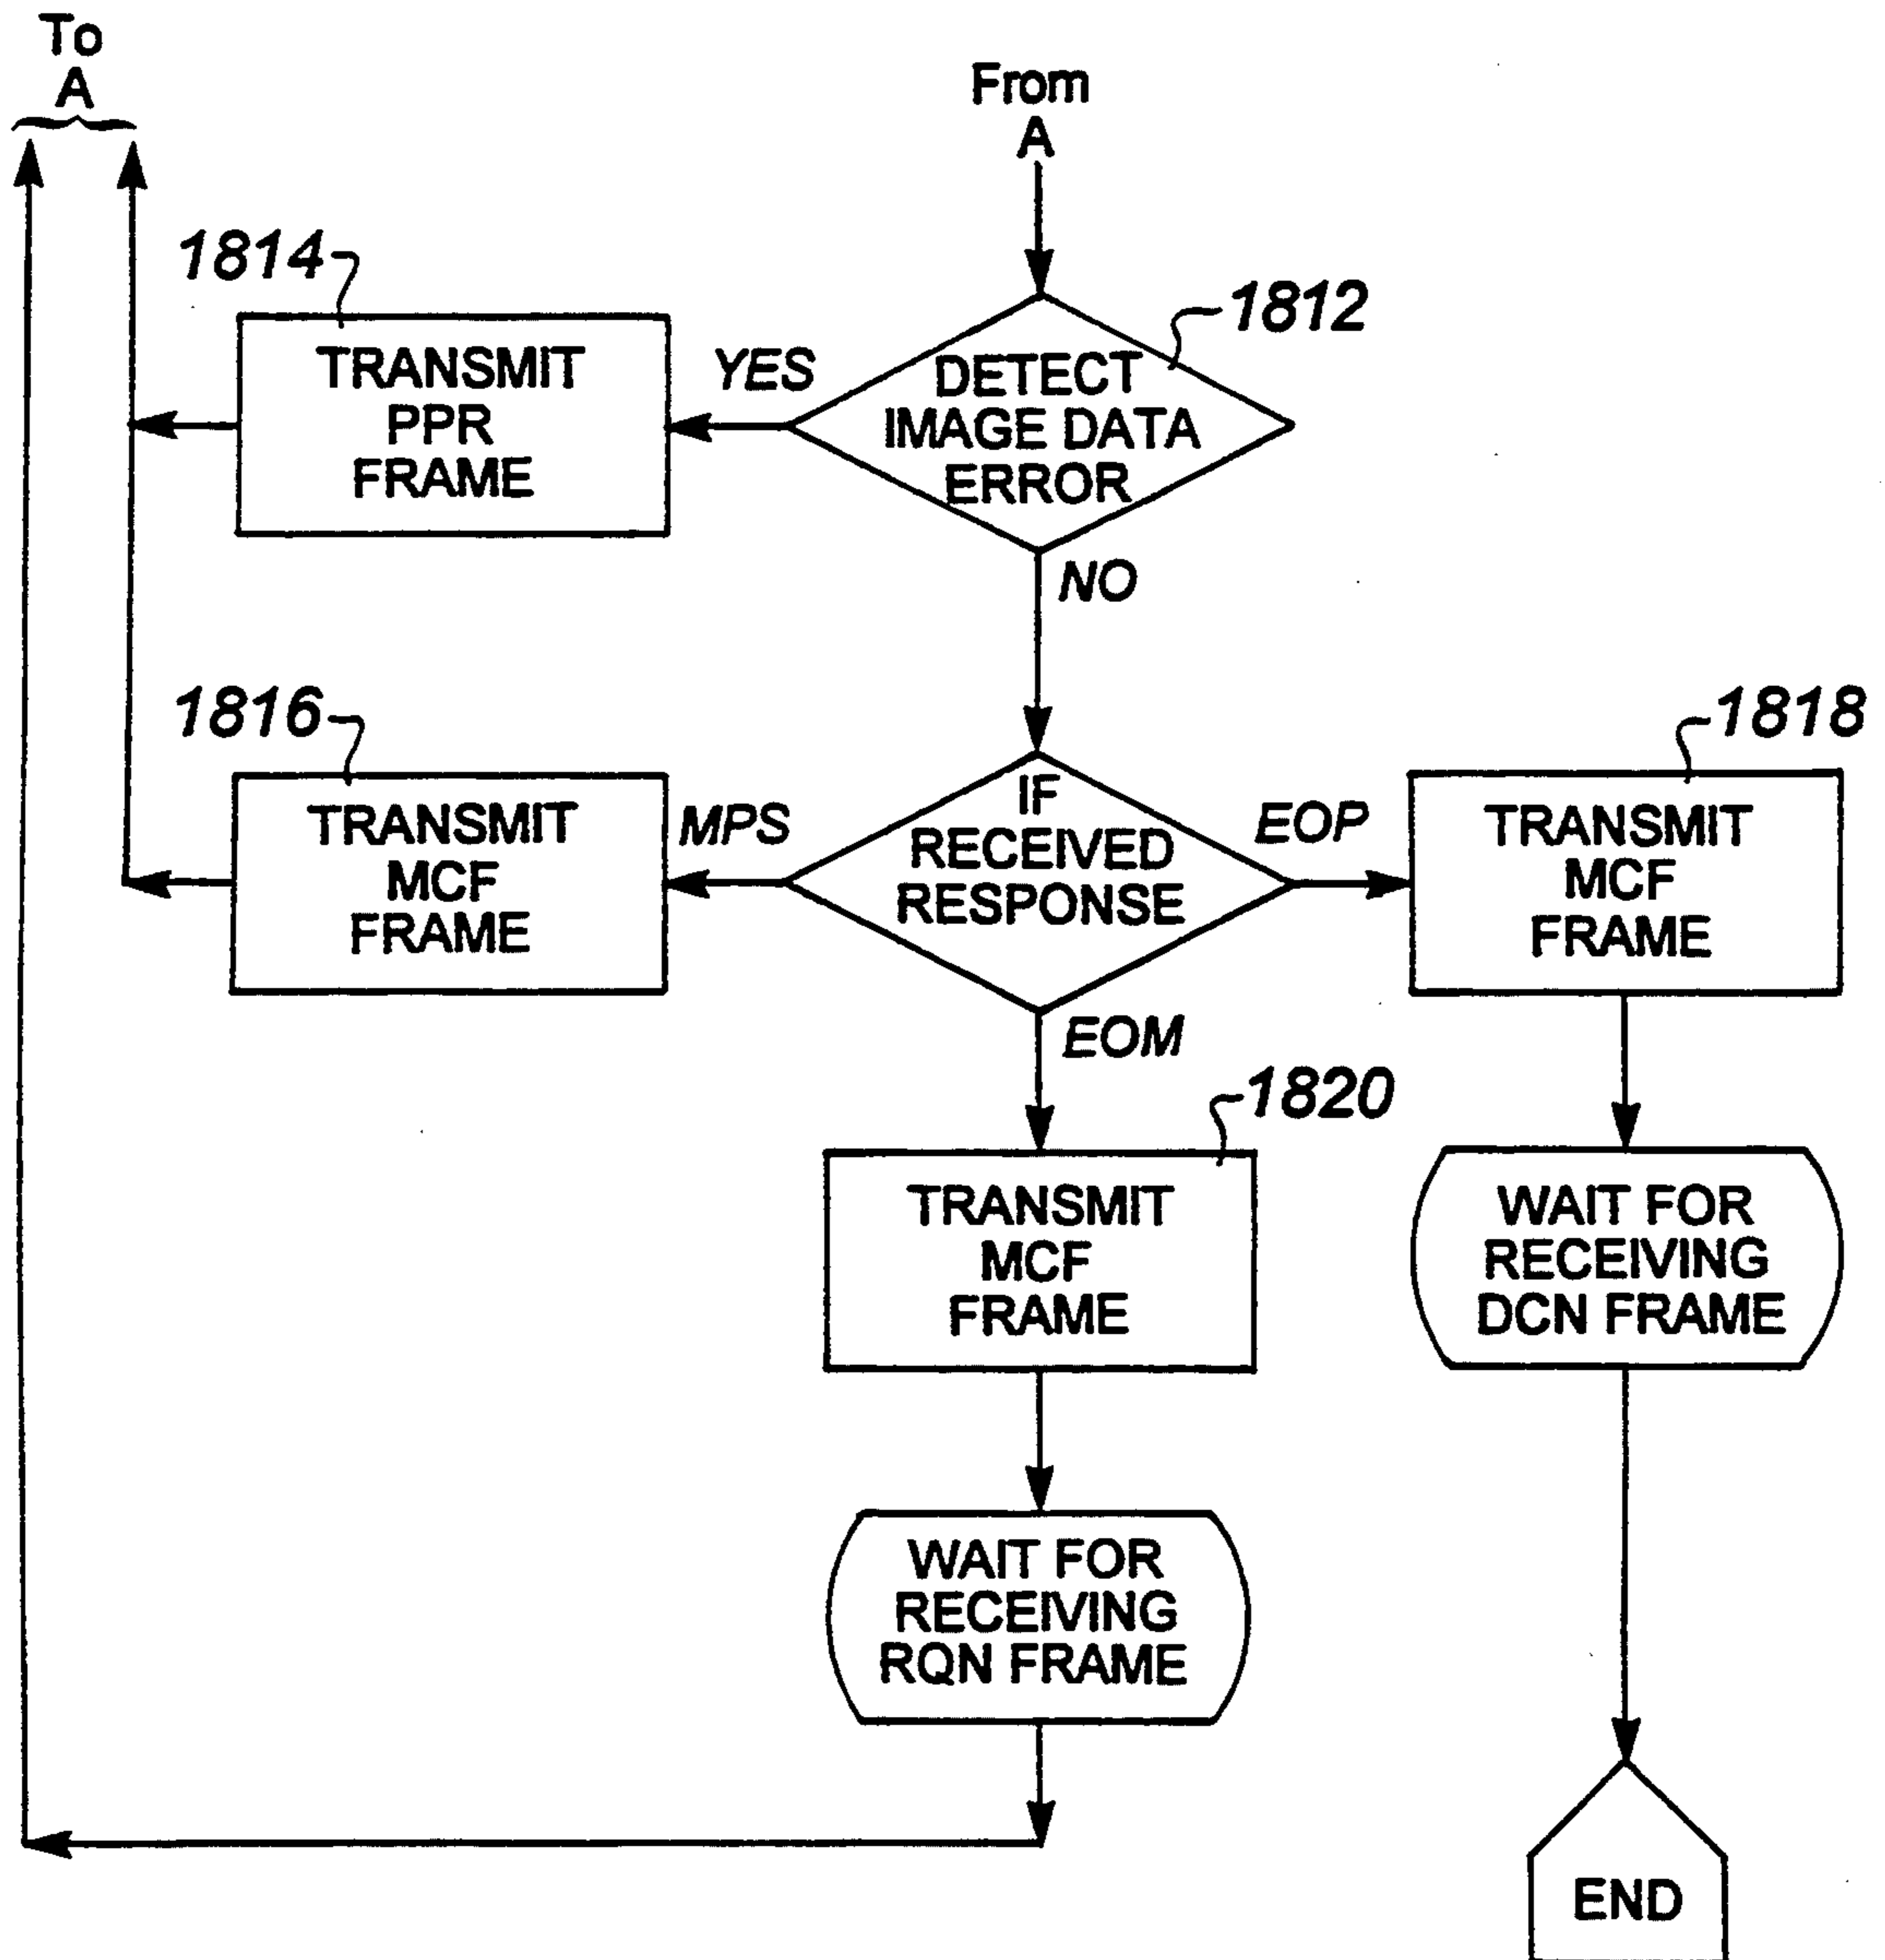 To
A
From
A
1814
1812
TRANSMIT
PPR
FRAME
YES
DETECT
IMAGE DATA
ERROR
NO
1816
1818
TRANSMIT
MCF
FRAME
MPS
IF
RECEIVED
RESPONSE
EOP
TRANSMIT
MCF
FRAME
EOM
1820
TRANSMIT
MCF
FRAME
WAIT FOR
RECEIVING
DCN FRAME
WAIT FOR
RECEIVING
RQN FRAME
END